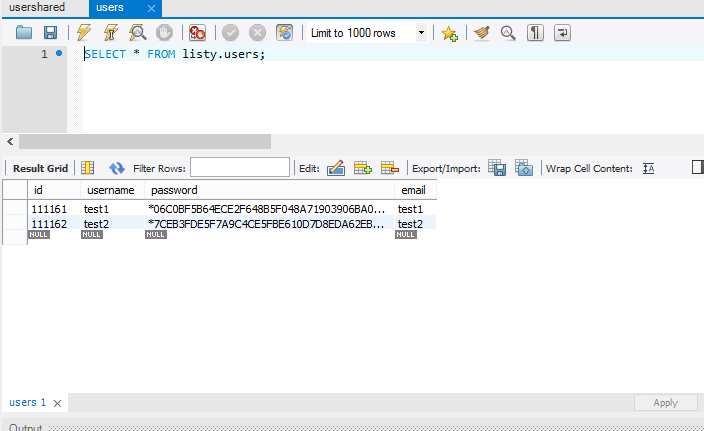 usershared users
Limit to 1000 rows
1 SELECT * FROM listy.users;
Result Grid Filter Rows: Edit: Export/Import: Wrap Cell Content:
id username password email
111161 test1 *06C0BF5B64ECE2F648B5F048A71903906BA0... test1
111162 test2 *7CEB3FDE5F7A9C4CE5FBE610D7D8EDA62EB... test2
NULL NULL NULL NULL
users 1 Apply
Output